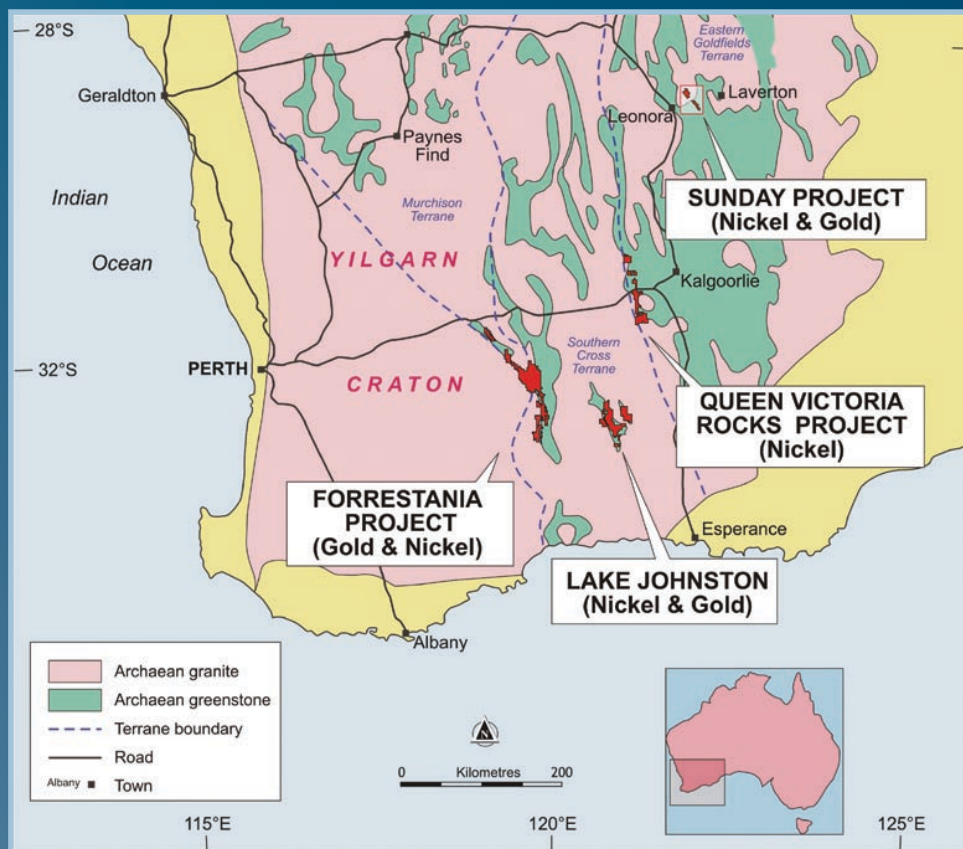 28°S
Eastern
Goldfields
Terrane
Geraldton
Laverton
Leonora
Paynes
Find
Indian
Ocean
Murchison
Terrane
SUNDAY PROJECT
(Nickel & Gold)
YILGARN
Kalgoorlie
32°S
PERTH
CRATON
Southern
Cross
Terrane
QUEEN VICTORIA
ROCKS PROJECT
(Nickel)
FORRESTANIA
PROJECT
(Gold & Nickel)
Esperance
LAKE JOHNSTON
(Nickel & Gold)
Albany
Archaean granite
Archaean greenstone
Terrane boundary
Road
Albany Town
N
0 Kilometres 200
115°E 120°E 125°E